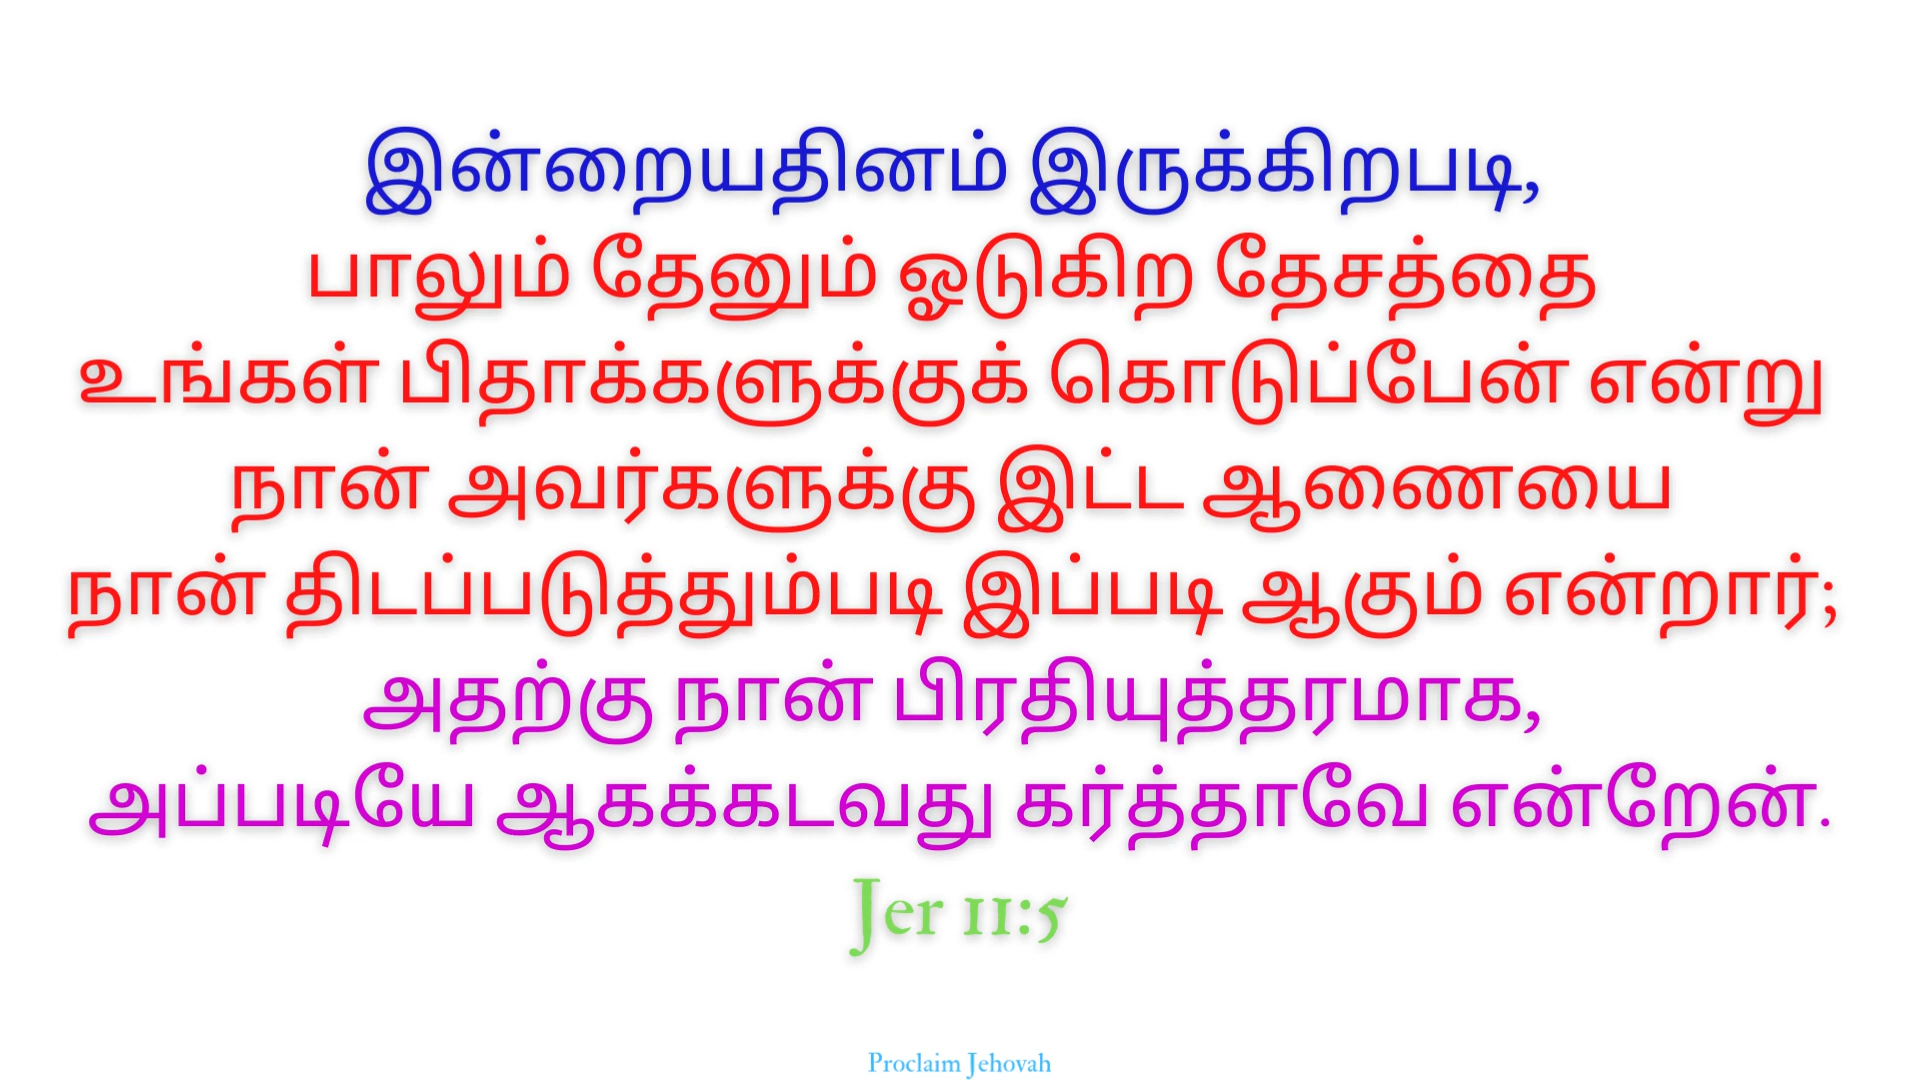 இன்றையதினம் இருக்கிறபடி,
பாலும் தேனும் ஓடுகிற தேசத்தை
உங்கள் பிதாக்களுக்குக் கொடுப்பேன் என்று
நான் அவர்களுக்கு இட்ட ஆணையை
நான் திடப்படுத்தும்படி இப்படி ஆகும் என்றார்;
அதற்கு நான் பிரதியுத்தரமாக,
அப்படியே ஆகக்கடவது கர்த்தாவே என்றேன்.
Jer 11:5
Proclaim Jehovah